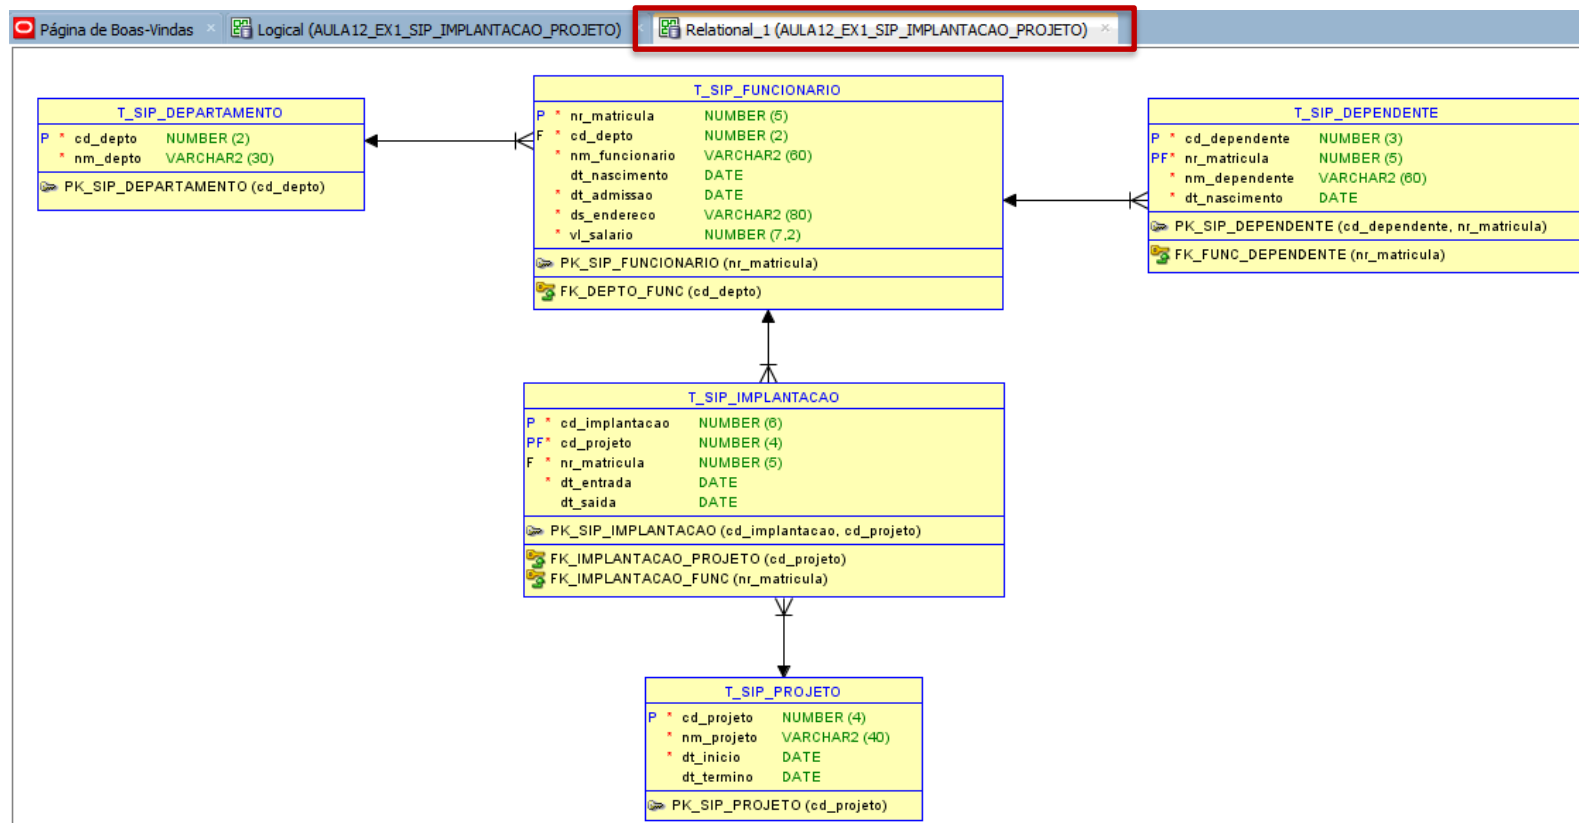 Página de Boas-Vindas
Logical (AULA12_EX1_SIP_IMPLANTACAO_PROJETO)
Relational_1 (AULA12_EX1_SIP_IMPLANTACAO_PROJETO)
T_SIP_DEPARTAMENTO
P * cd_depto NUMBER (2)
* nm_depto VARCHAR2 (30)
PK_SIP_DEPARTAMENTO (cd_depto)
T_SIP_FUNCIONARIO
P * nr_matricula NUMBER (5)
F * cd_depto NUMBER (2)
* nm_funcionario VARCHAR2 (60)
dt_nascimento DATE
* dt_admissao DATE
* ds_endereco VARCHAR2 (80)
* vl_salario NUMBER (7,2)
PK_SIP_FUNCIONARIO (nr_matricula)
FK_DEPTO_FUNC (cd_depto)
T_SIP_DEPENDENTE
P * cd_dependente NUMBER (3)
PF* nr_matricula NUMBER (5)
* nm_dependente VARCHAR2 (60)
* dt_nascimento DATE
PK_SIP_DEPENDENTE (cd_dependente, nr_matricula)
FK_FUNC_DEPENDENTE (nr_matricula)
T_SIP_IMPLANTACAO
P * cd_implantacao NUMBER (6)
PF* cd_projeto NUMBER (4)
F * nr_matricula NUMBER (5)
* dt_entrada DATE
dt_saida DATE
PK_SIP_IMPLANTACAO (cd_implantacao, cd_projeto)
FK_IMPLANTACAO_PROJETO (cd_projeto)
FK_IMPLANTACAO_FUNC (nr_matricula)
T_SIP_PROJETO
P * cd_projeto NUMBER (4)
* nm_projeto VARCHAR2 (40)
* dt_inicio DATE
dt_termino DATE
PK_SIP_PROJETO (cd_projeto)